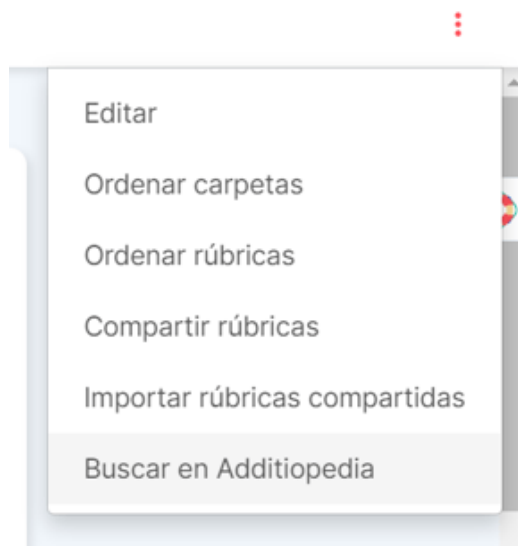 Editar
Ordenar carpetas
Ordenar rúbricas
Compartir rúbricas
Importar rúbricas compartidas
Buscar en Additiopedia